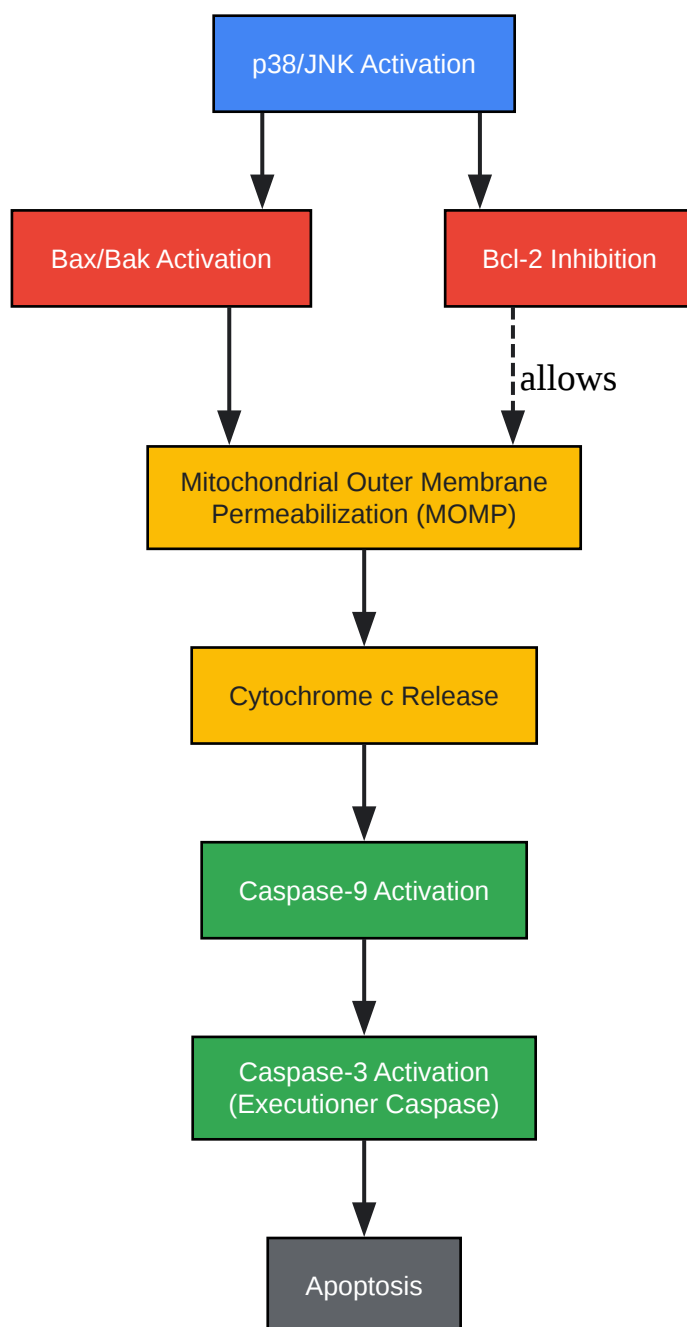 p38/JNK Activation
Bax/Bak Activation
Bcl-2 Inhibition
allows
Mitochondrial Outer Membrane
Permeabilization (MOMP)
Cytochrome c Release
Caspase-9 Activation
Caspase-3 Activation
(Executioner Caspase)
Apoptosis